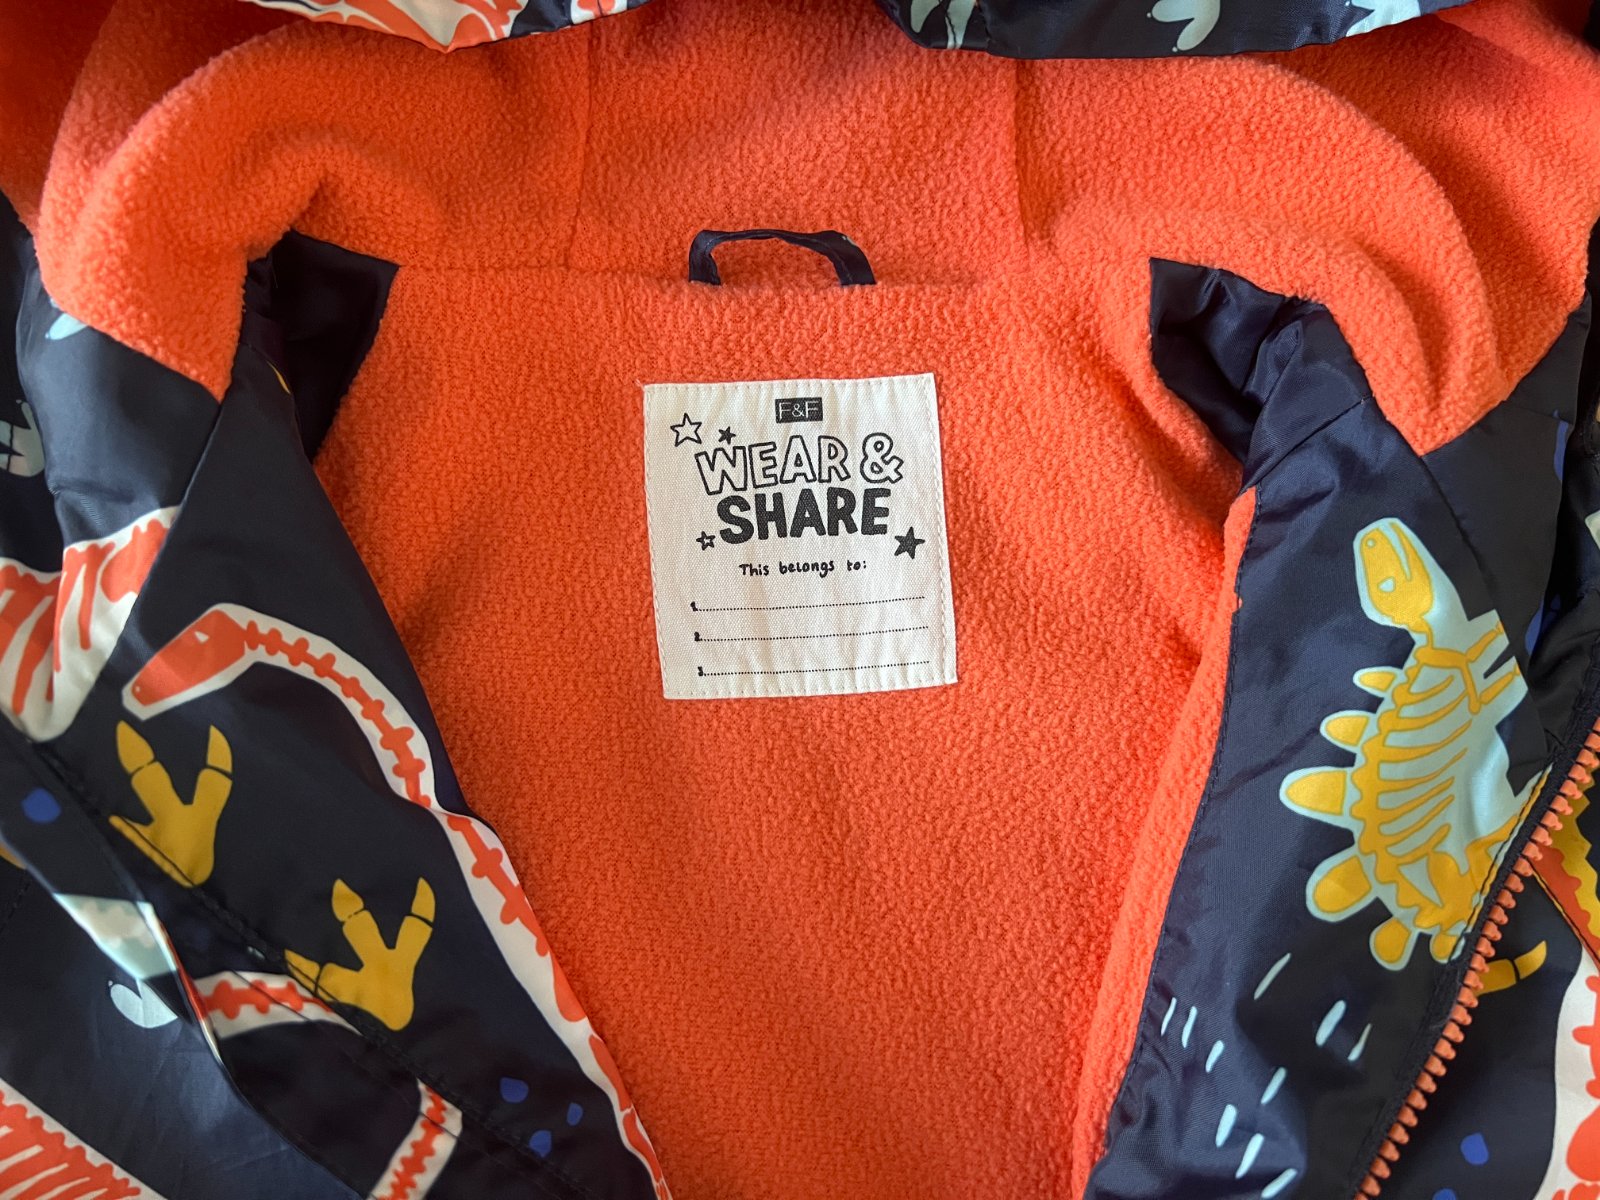 F&F
WEAR &
SHARE
This belongs to:
1.
2.
3.